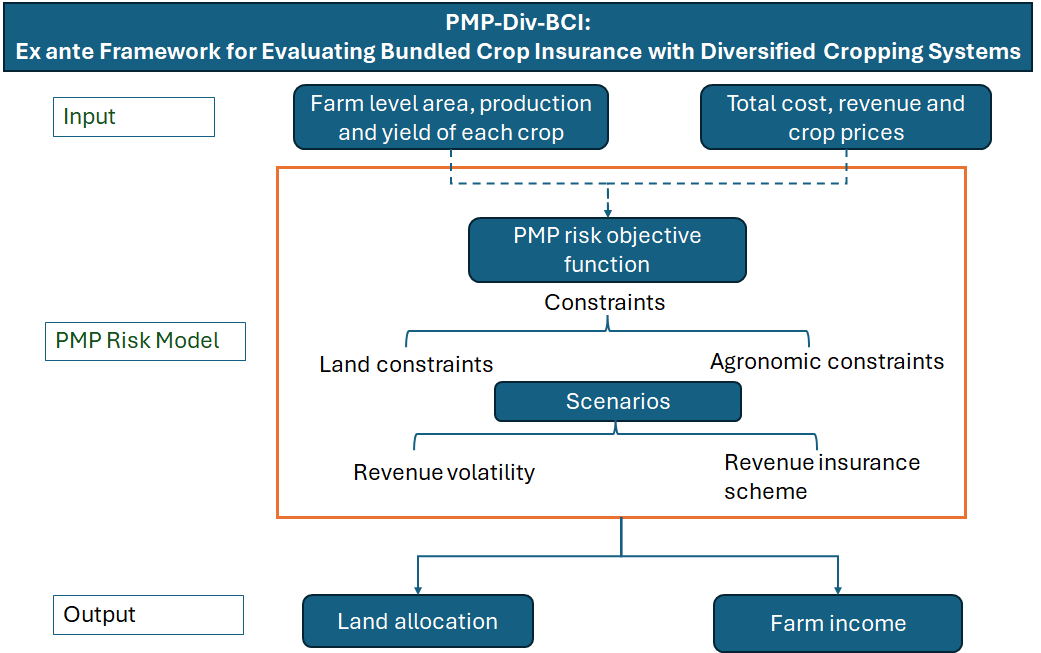 PMP-Div-BCI:
Ex ante Framework for Evaluating Bundled Crop Insurance with Diversified Cropping Systems
Input
Farm level area, production
and yield of each crop
Total cost, revenue and
crop prices
PMP risk objective
function
Constraints
PMP Risk Model
Land constraints
Agronomic constraints
Scenarios
Revenue volatility
Revenue insurance
scheme
Output
Land allocation
Farm income